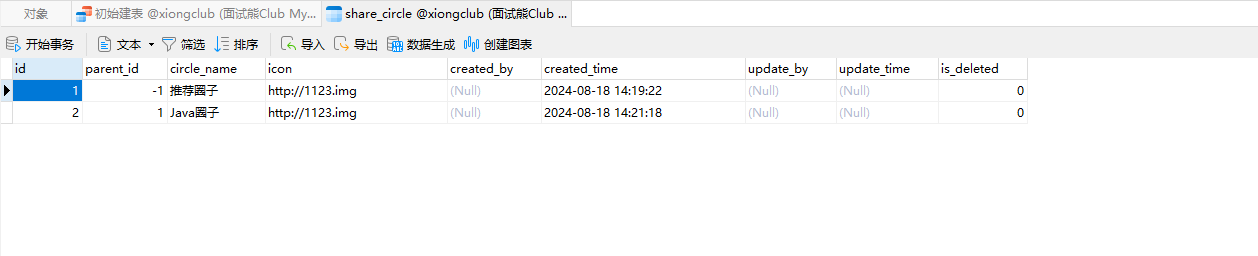 对象 初始建表 @xiongclub (面试熊Club My... share_circle @xiongclub (面试熊Club ...
开始事务 文本 筛选 排序 导入 导出 数据生成 创建图表
id parent_id circle_name icon created_by created_time update_by update_time is_deleted
1 -1 推荐圈子 http://1123.img (Null) 2024-08-18 14:19:22 (Null) (Null) 0
2 1 Java圈子 http://1123.img (Null) 2024-08-18 14:21:18 (Null) (Null) 0